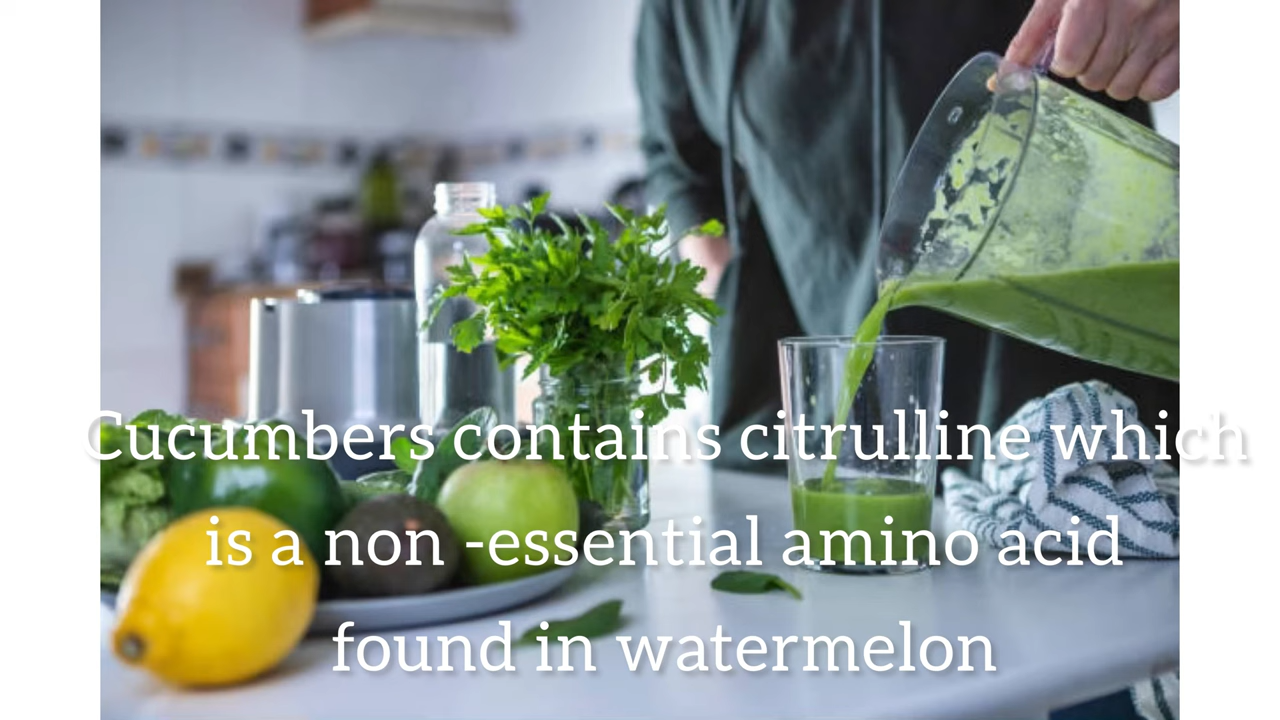 Cucumbers contains citrulline which
is a non -essential amino acid
found in watermelon